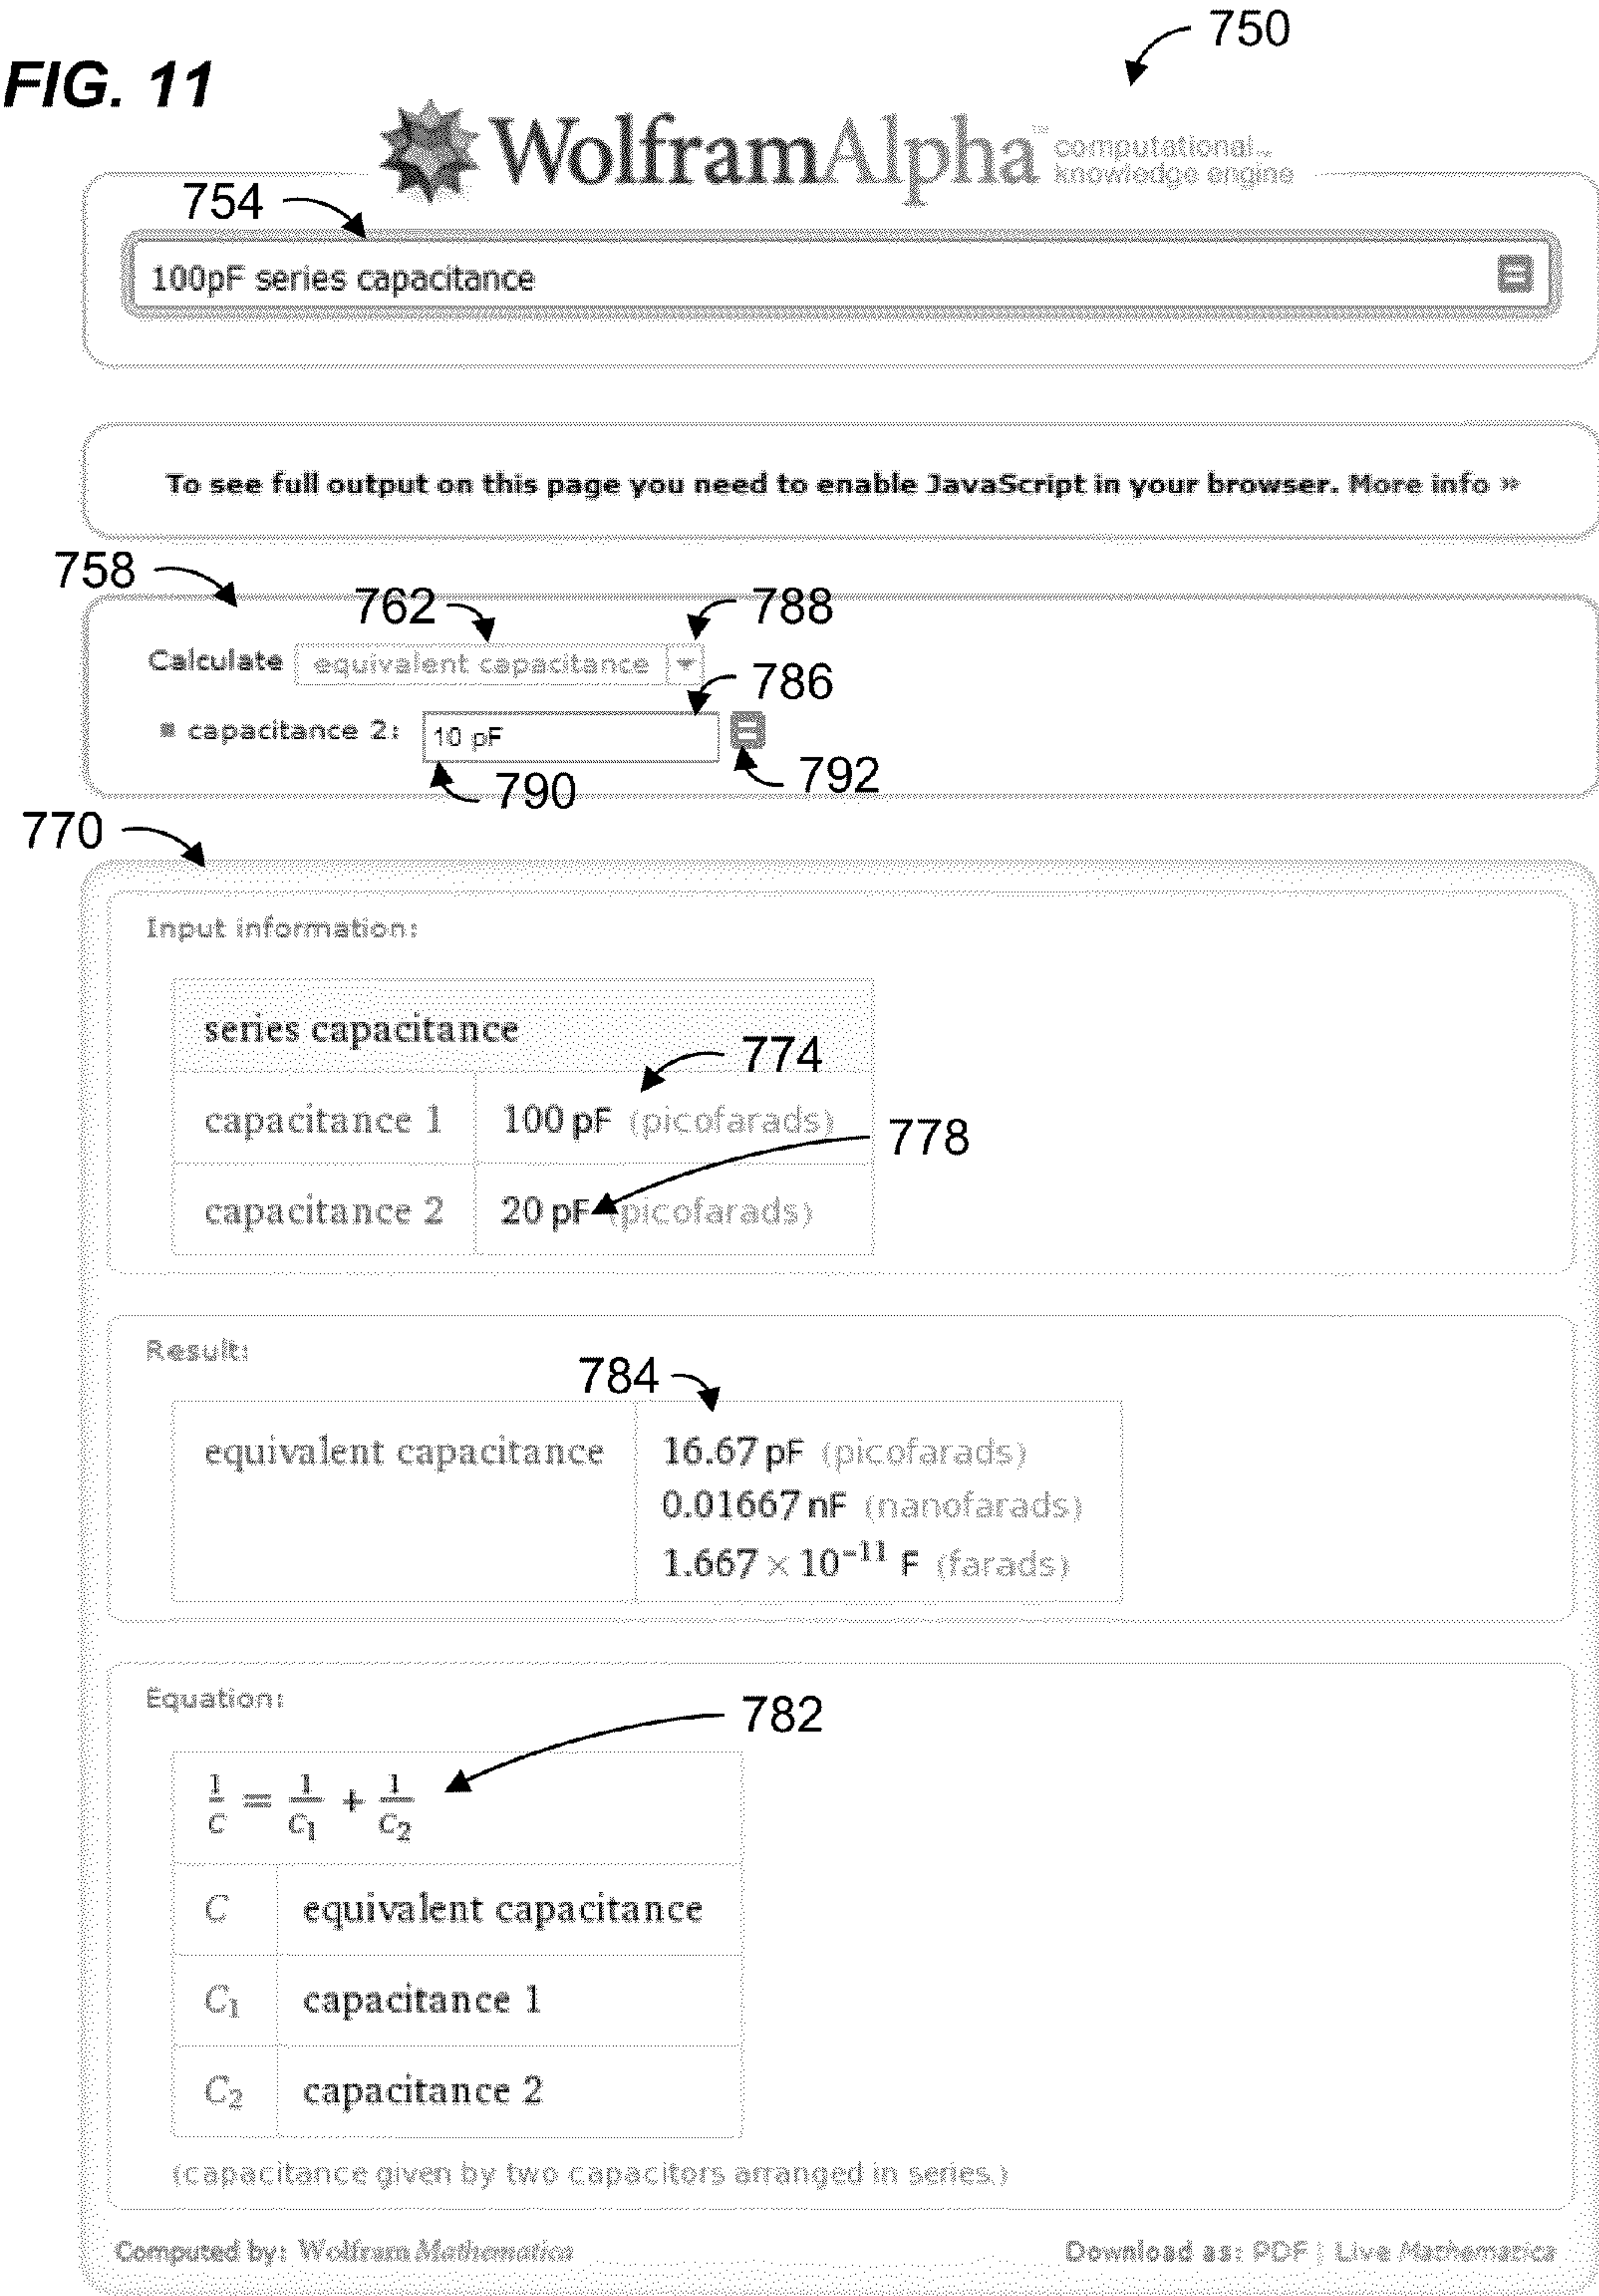 750
FIG. 11
WolframAlpha™ computational™ knowledge engine
754
100pF series capacitance
To see full output on this page you need to enable JavaScript in your browser. More info »
758
762
788
Calculate equivalent capacitance
786
capacitance 2: 10 pF
792
790
770
Input information:
series capacitance
774
capacitance 1 100 pF (picofarads)
778
capacitance 2 20 pF (picofarads)
Result:
784
equivalent capacitance 16.67 pF (picofarads)
0.01667 nF (nanofarads)
1.667 × 10⁻¹¹ F (farads)
Equation:
782
1/C = 1/C₁ + 1/C₂
C equivalent capacitance
C₁ capacitance 1
C₂ capacitance 2
(capacitance given by two capacitors arranged in series.)
Computed by: Wolfram Mathematica Download as: PDF | Live Mathematica